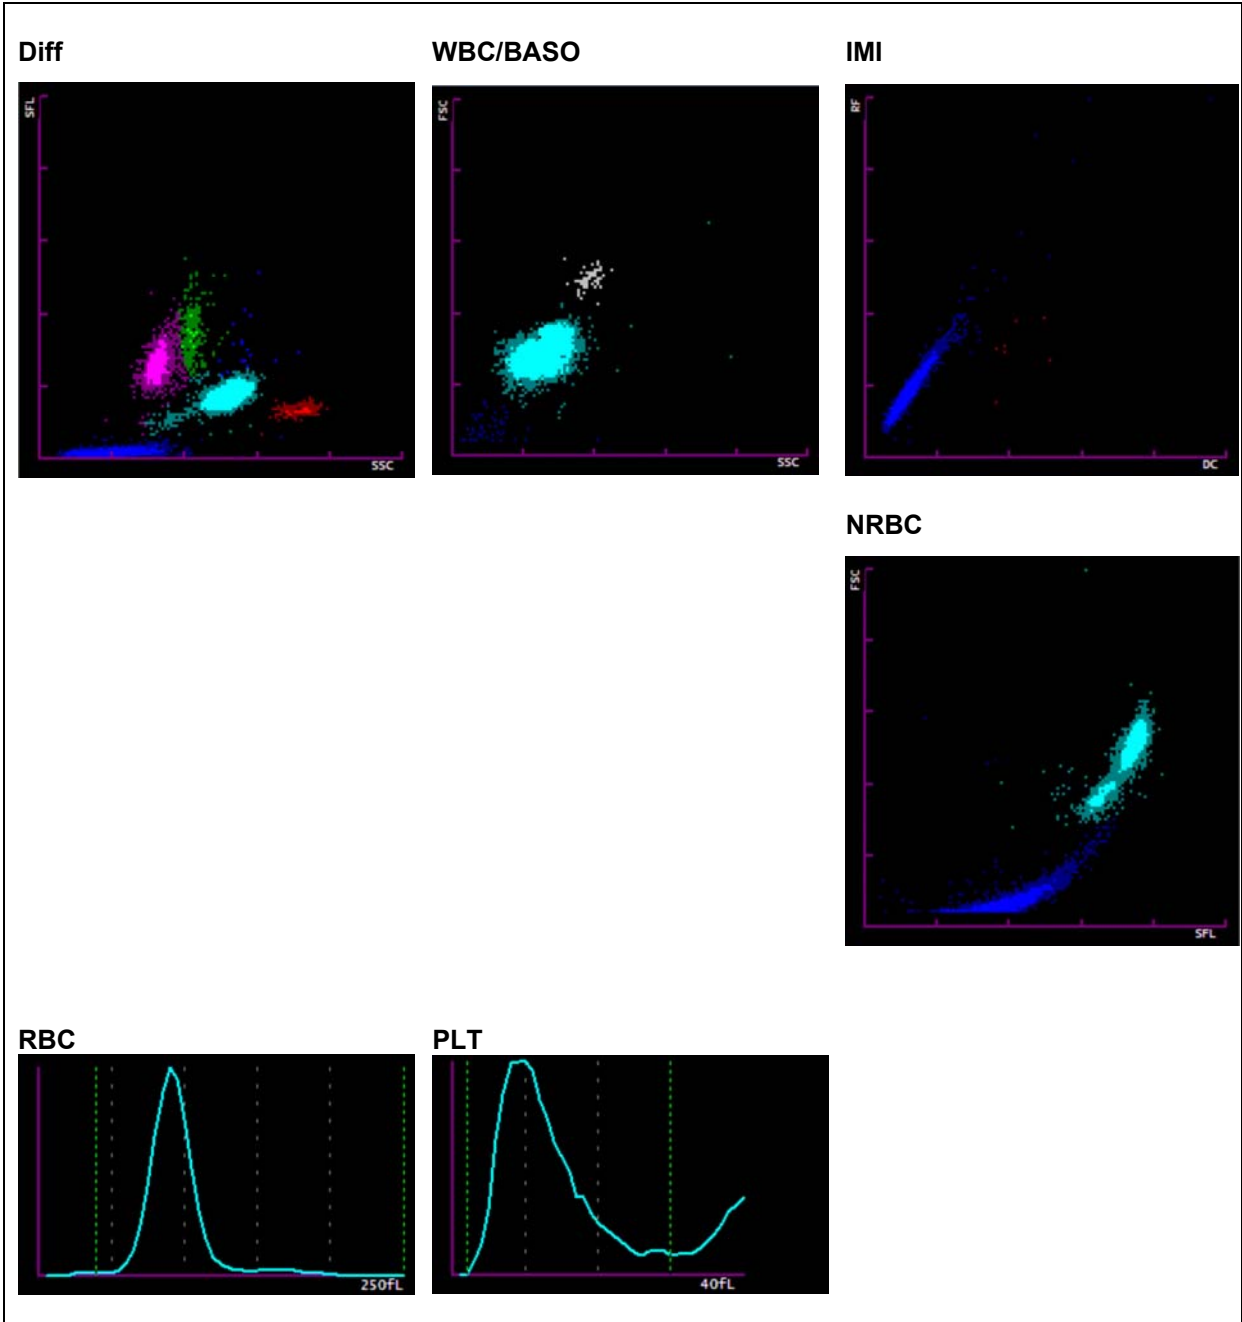 Diff
WBC/BASO
IMI
SFL
SSC
FSC
SSC
RF
DC
NRBC
FSC
SFL
RBC
PLT
250fL
40fL